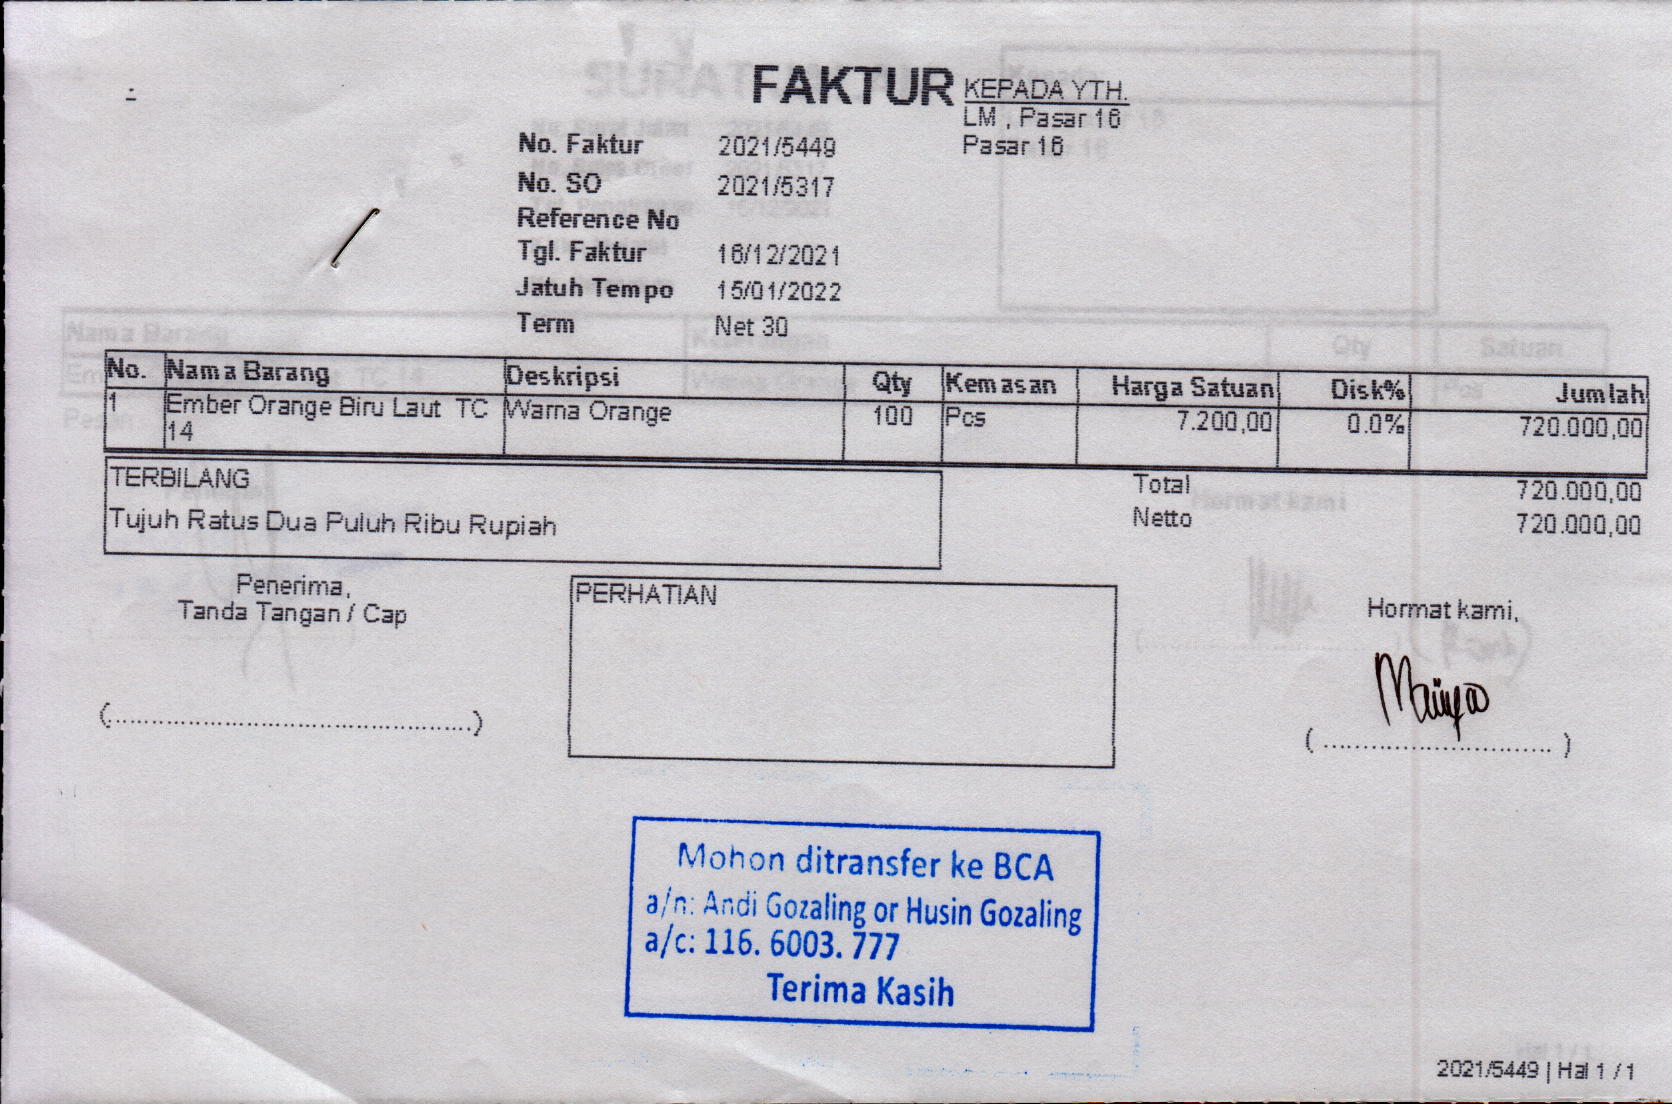 FAKTUR
KEPADA YTH.
LM , Pasar 16
Pasar 16
No. Faktur 2021/5449
No. SO 2021/5317
Reference No
Tgl. Faktur 16/12/2021
Jatuh Tempo 15/01/2022
Term Net 30
No. Nama Barang Deskripsi Qty Kemasan Harga Satuan Disk% Jumlah
1 Ember Orange Biru Laut TC 14 Warna Orange 100 Pcs 7.200,00 0.0% 720.000,00
TERBILANG
Tujuh Ratus Dua Puluh Ribu Rupiah
Total 720.000,00
Netto 720.000,00
Penerima,
Tanda Tangan / Cap
(..................................................)
PERHATIAN
Hormat kami,
( ............................. )
Mohon ditransfer ke BCA
a/n: Andi Gozaling or Husin Gozaling
a/c: 116. 6003. 777
Terima Kasih
2021/5449 | Hal 1 / 1